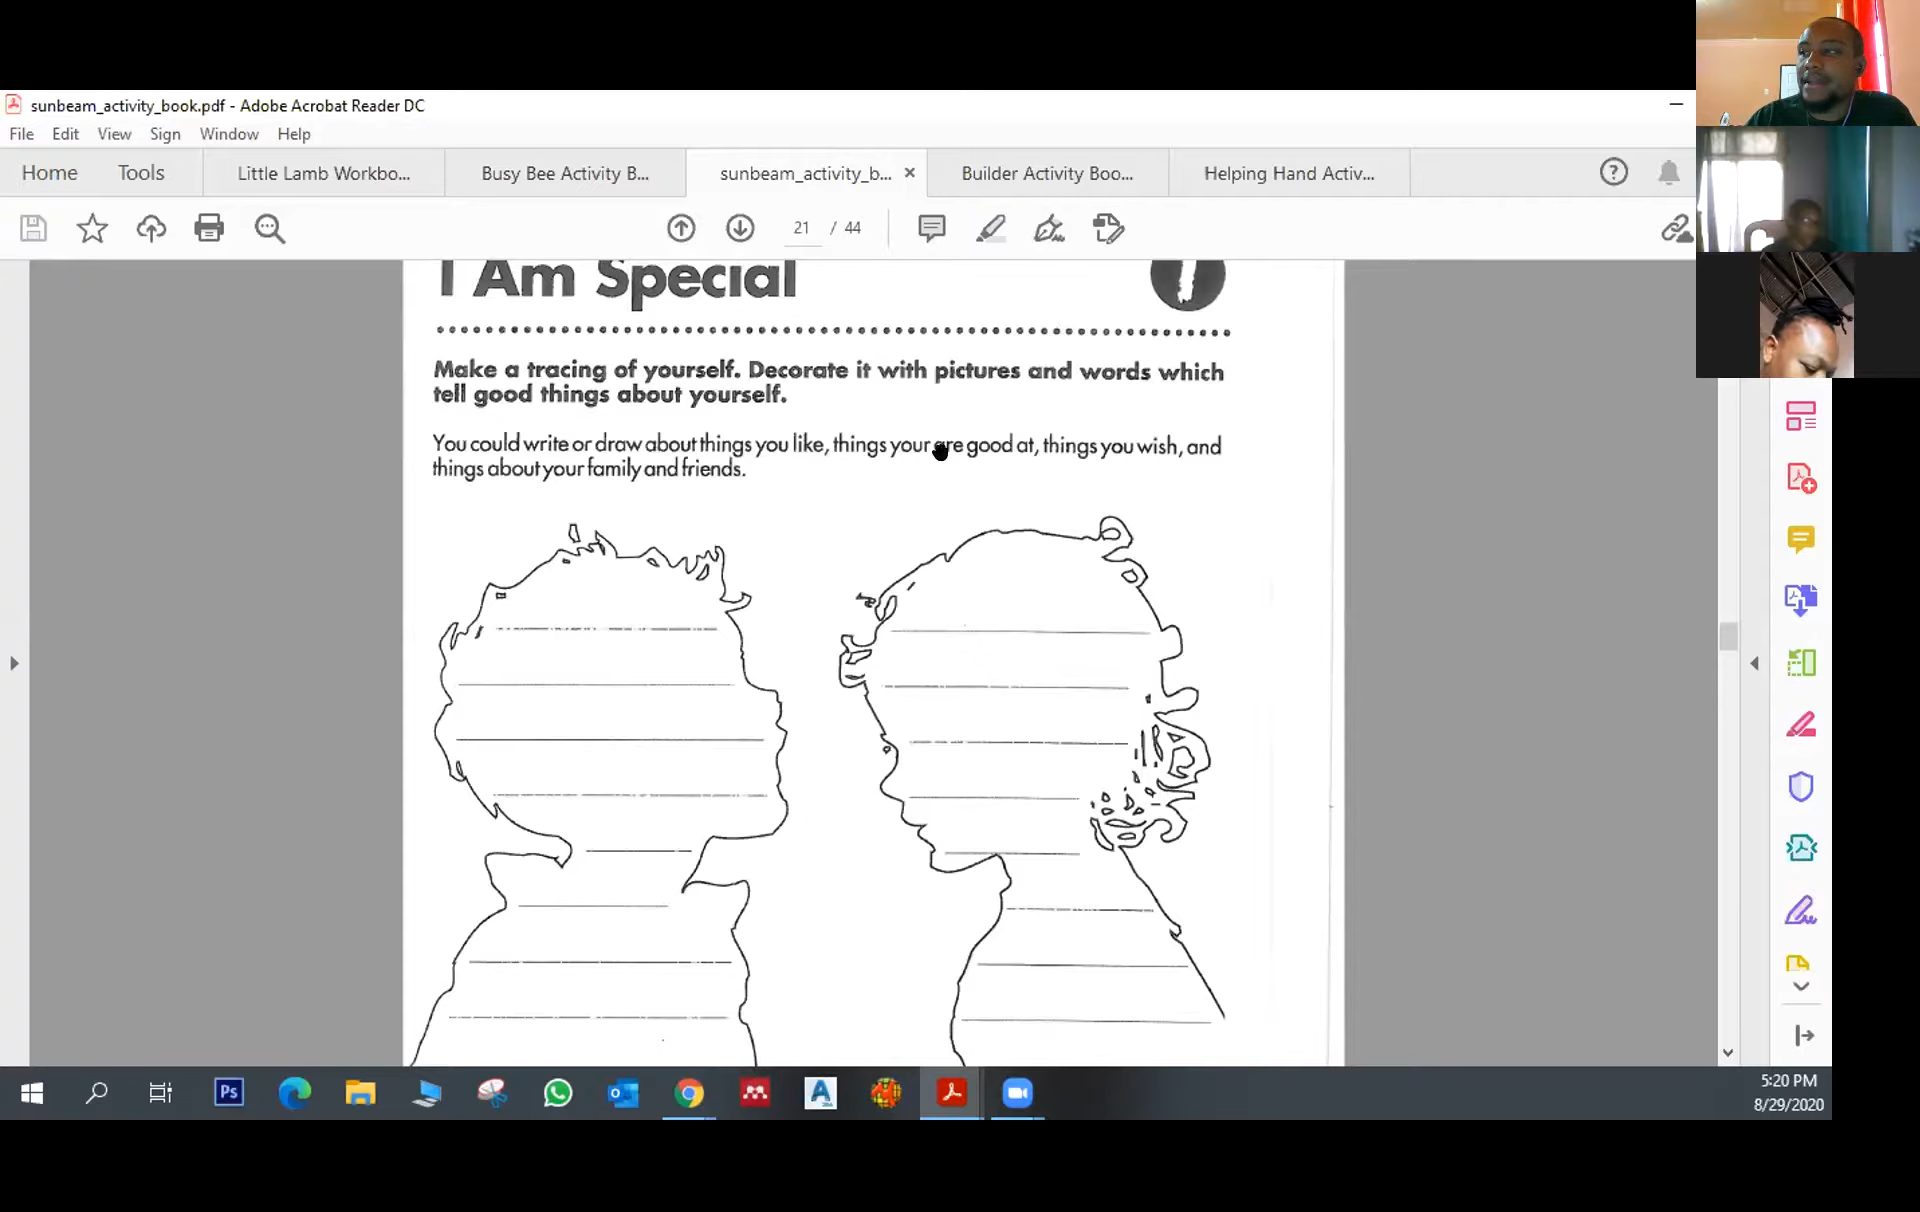 sunbeam_activity_book.pdf - Adobe Acrobat Reader DC
File Edit View Sign Window Help
Home Tools Little Lamb Workbo... Busy Bee Activity B... sunbeam_activity_b... × Builder Activity Boo... Helping Hand Activ...
21 / 44
I Am Special
Make a tracing of yourself. Decorate it with pictures and words which
tell good things about yourself.
You could write or draw about things you like, things your are good at, things you wish, and
things about your family and friends.
Ps
5:20 PM
8/29/2020